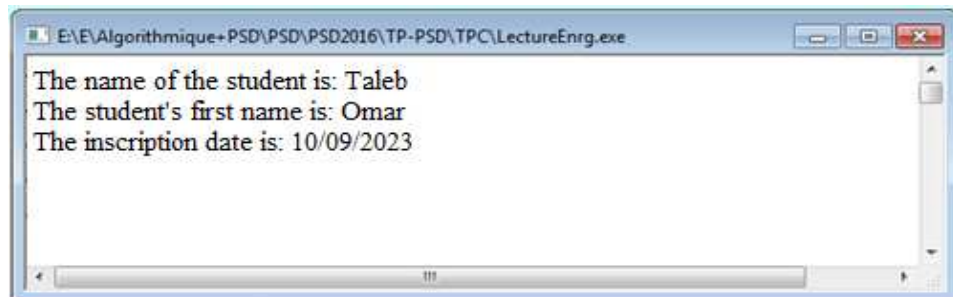 E:\E\Algorithmique+PSD\PSD\PSD2016\TP-PSD\TPC\LectureEnrg.exe
The name of the student is: Taleb
The student's first name is: Omar
The inscription date is: 10/09/2023